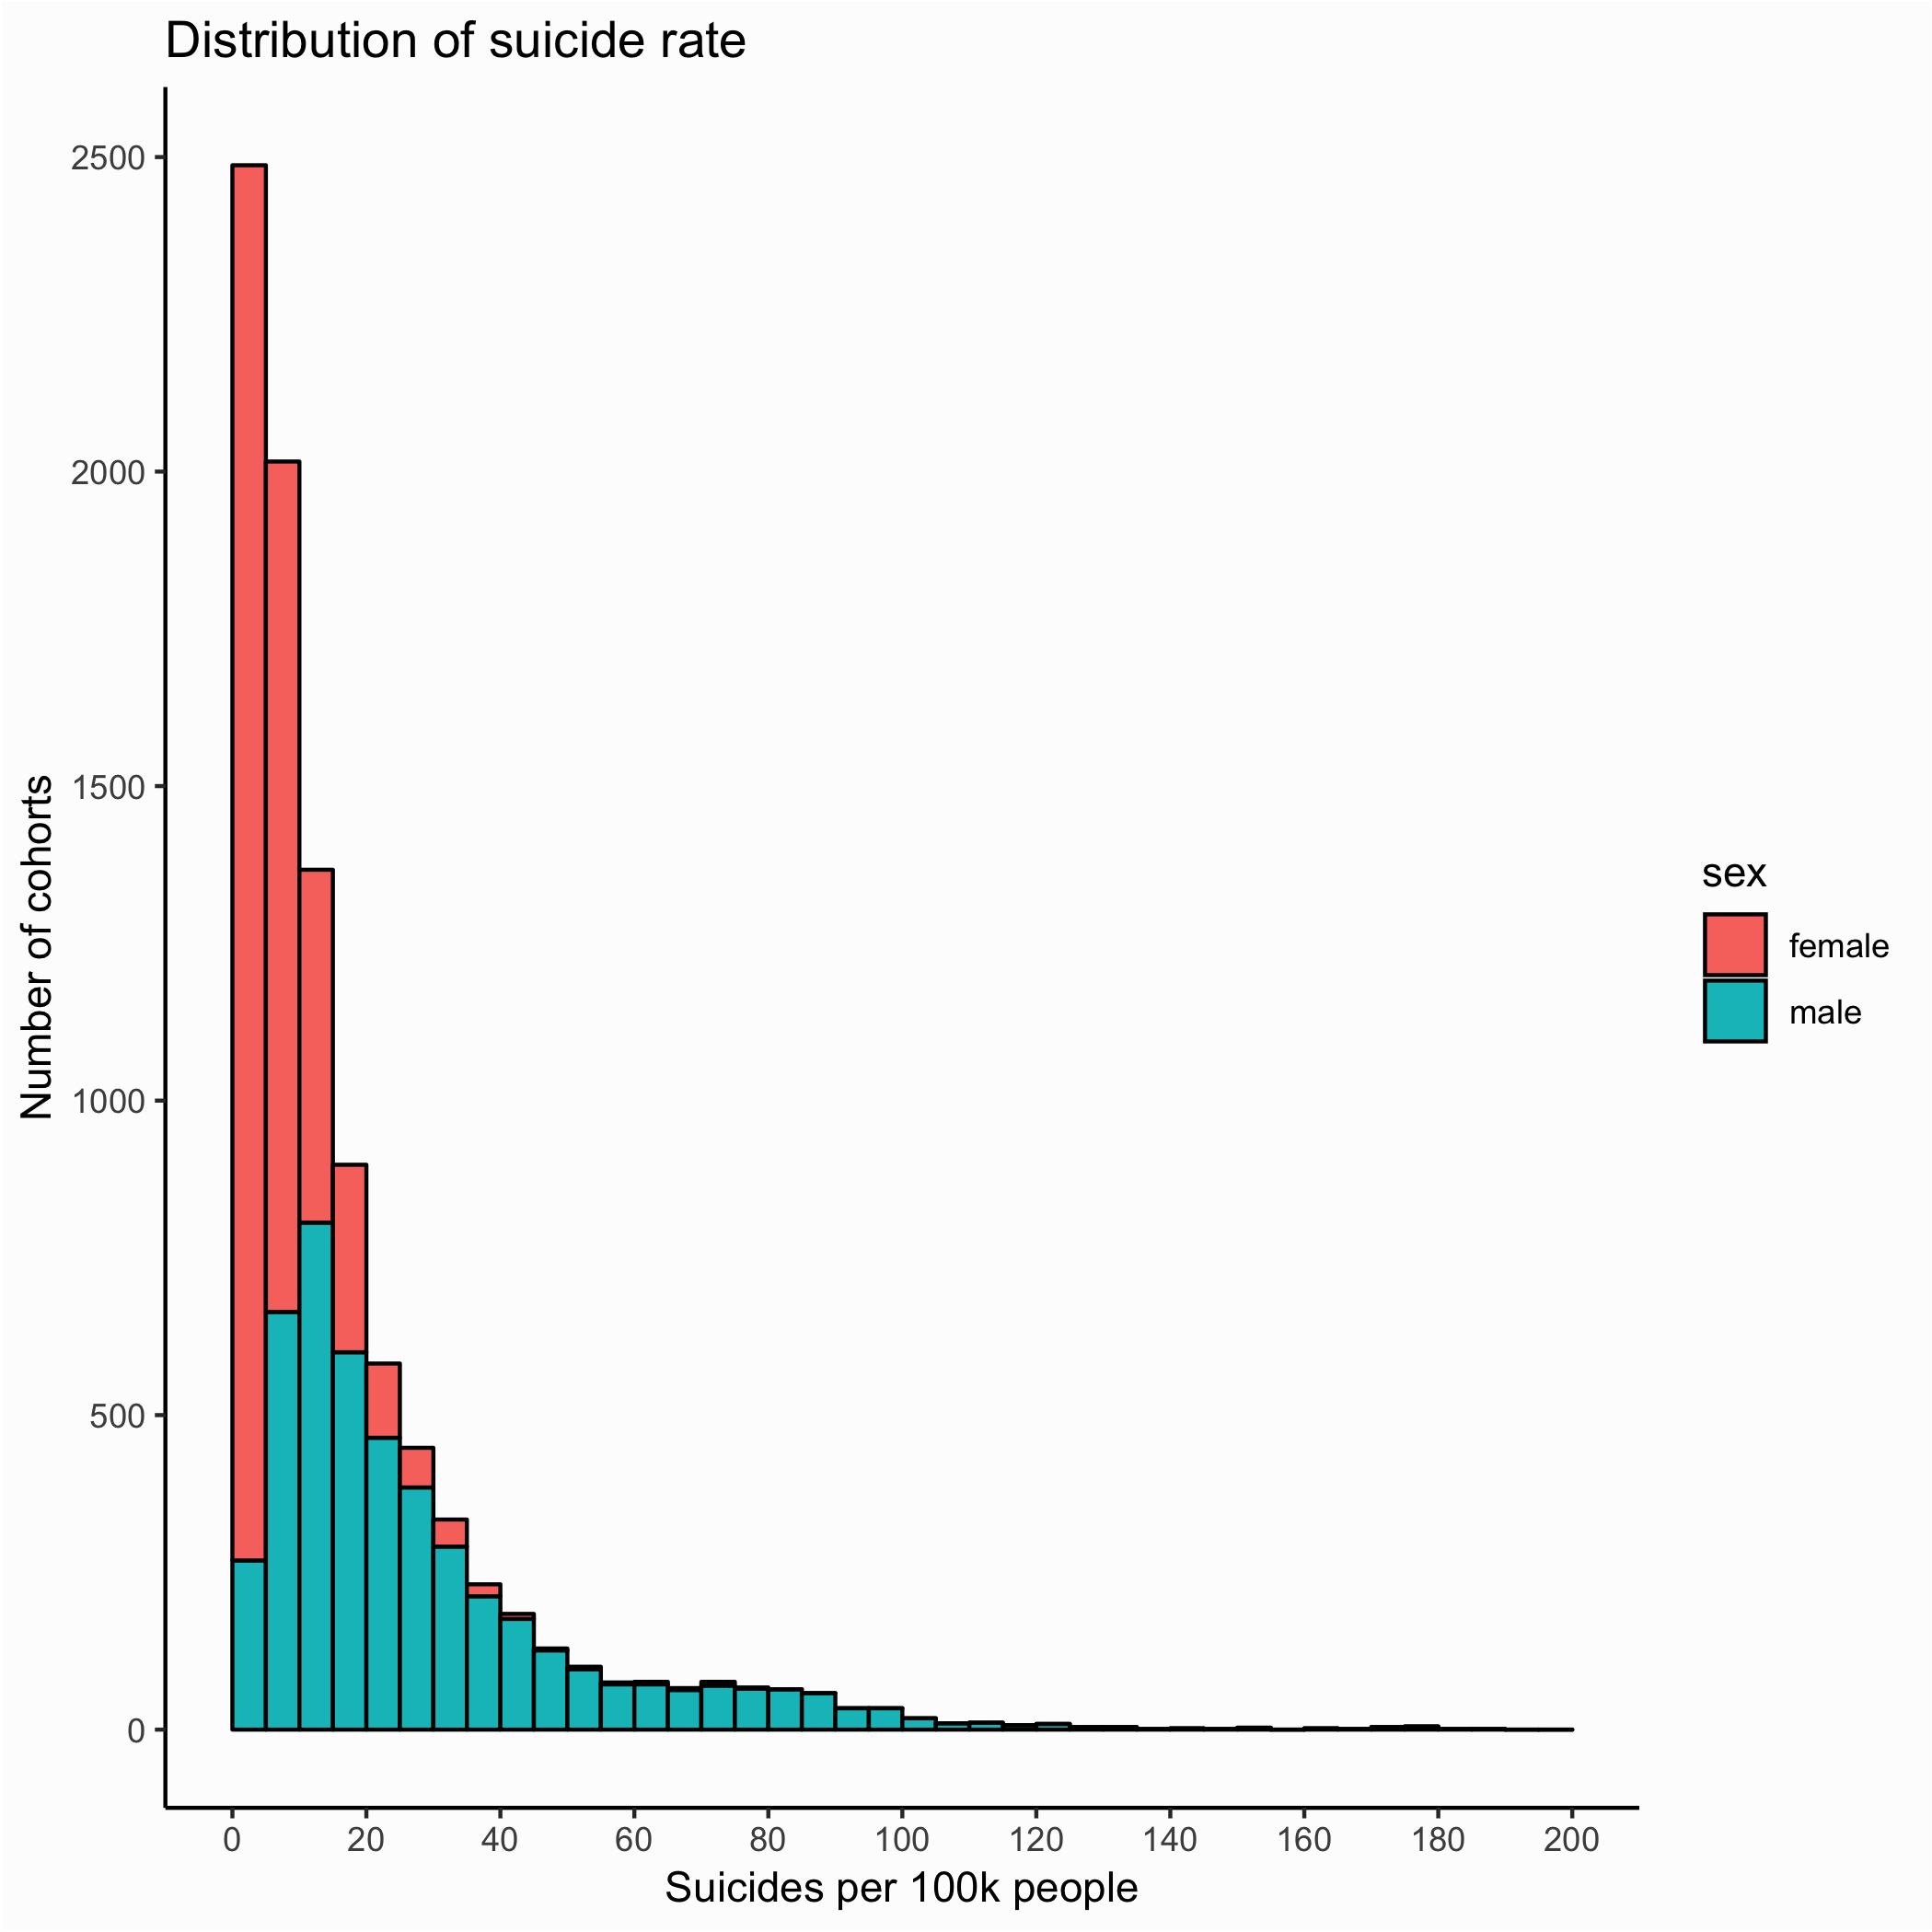 Distribution of suicide rate
2500
2000
1500
1000
500
0
Number of cohorts
0 20 40 60 80 100 120 140 160 180 200
Suicides per 100k people
sex
female
male